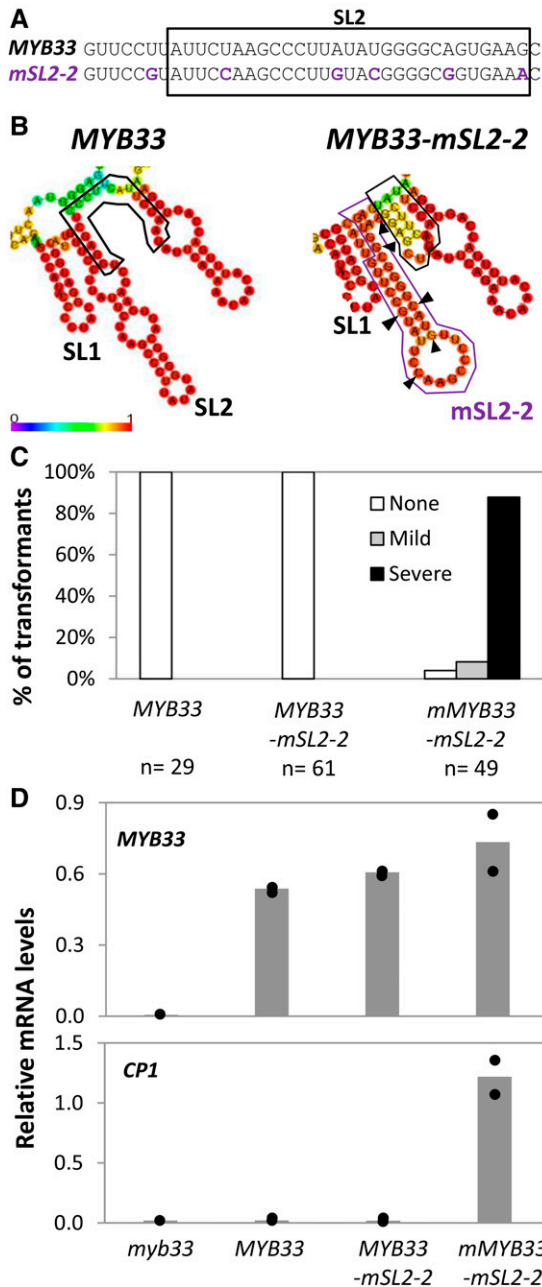 A
SL2
MYB33 GUUCCUUAUUCUAAGCCCUUAUAUGGGGCAGUGAAGC
mSL2-2 GUUCCGUAUUCCAAGCCCUUGUACGGGGCGGUGAAAC
B
MYB33 MYB33-mSL2-2
SL1
SL2
SL1
mSL2-2
0 1
C
% of transformants
100%
80%
60%
40%
20%
0%
None
Mild
Severe
MYB33 MYB33 mMYB33
-mSL2-2 -mSL2-2
n= 29 n= 61 n= 49
D
Relative mRNA levels
MYB33
0.9
0.6
0.3
0.0
CP1
1.5
1.0
0.5
0.0
myb33 MYB33 MYB33 mMYB33
-mSL2-2 -mSL2-2